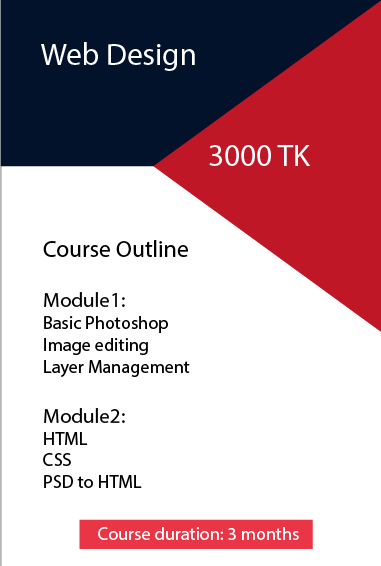 Web Design
3000 TK
Course Outline
Module1:
Basic Photoshop
Image editing
Layer Management
Module2:
HTML
CSS
PSD to HTML
Course duration: 3 months